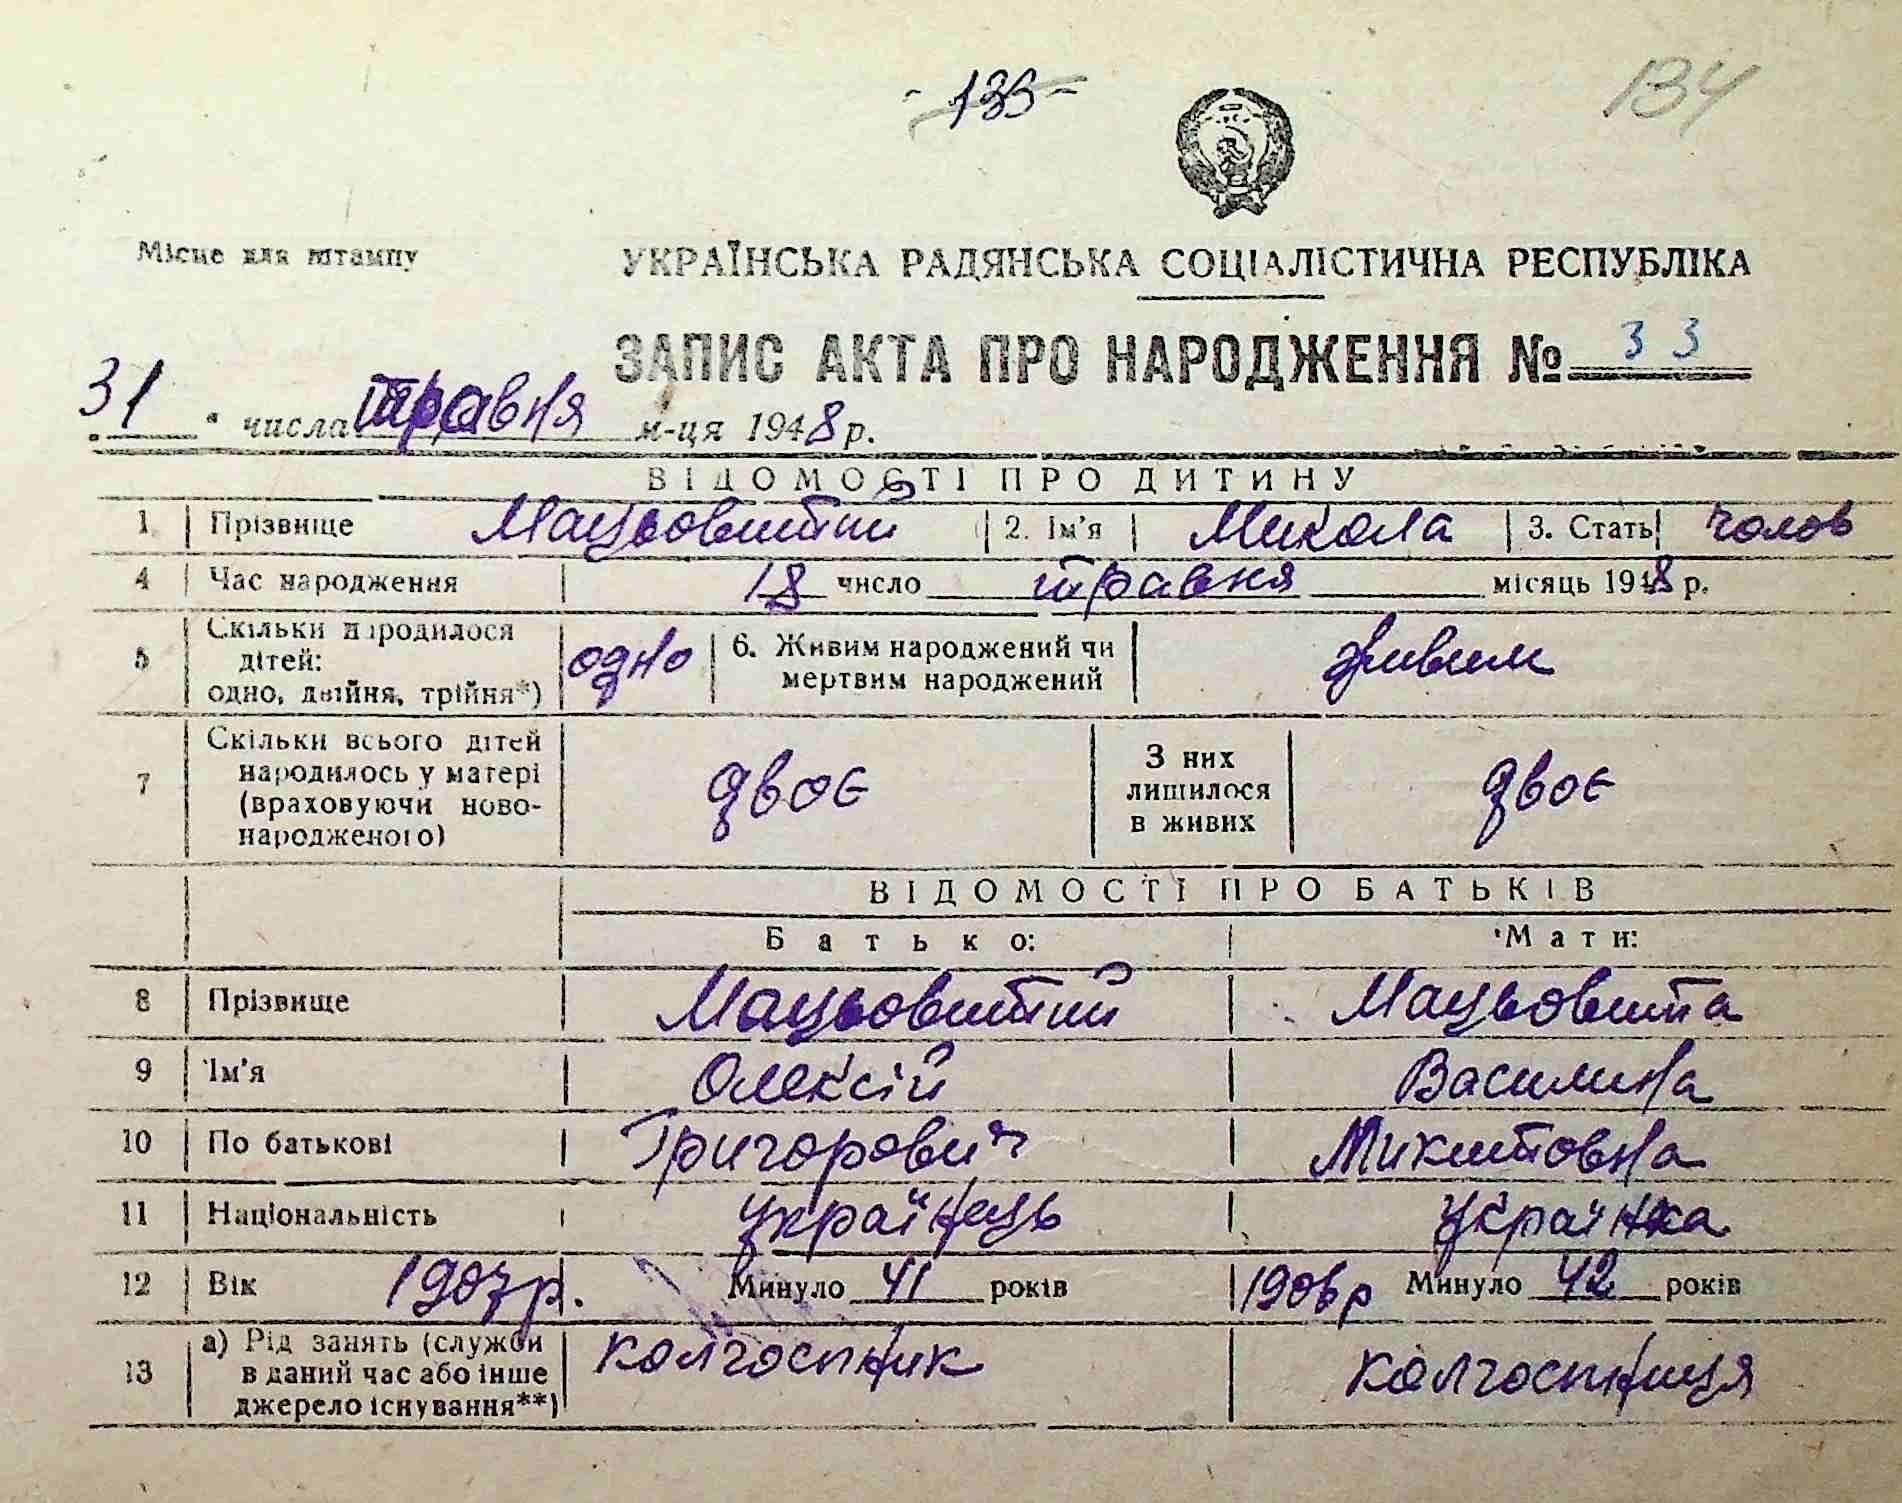 - 133 -
134
Місце для штампу
УКРАЇНСЬКА РАДЯНСЬКА СОЦІАЛІСТИЧНА РЕСПУБЛІКА
ЗАПИС АКТА ПРО НАРОДЖЕННЯ № 33
„31“ числа травня м-ця 1948 р.
ВІДОМОСТІ ПРО ДИТИНУ
1 Прізвище Мацьовитий 2. Ім'я Микола 3. Стать чолов
4 Час народження 18 число травня місяць 1948 р.
5 Скільки народилося дітей: одно, двійня, трійня*) одно 6. Живим народжений чи мертвим народжений живим
7 Скільки всього дітей народилось у матері (враховуючи новонародженого) двоє З них лишилося в живих двоє
ВІДОМОСТІ ПРО БАТЬКІВ
Батько: Мати:
8 Прізвище Мацьовитий Мацьовита
9 Ім'я Олексій Василина
10 По батькові Григорович Микитовна
11 Національність українець українка
12 Вік 1907 р. Минуло 41 років 1906 р Минуло 42 років
13 а) Рід занять (служби в даний час або інше джерело існування**) колгоспник колгоспниця